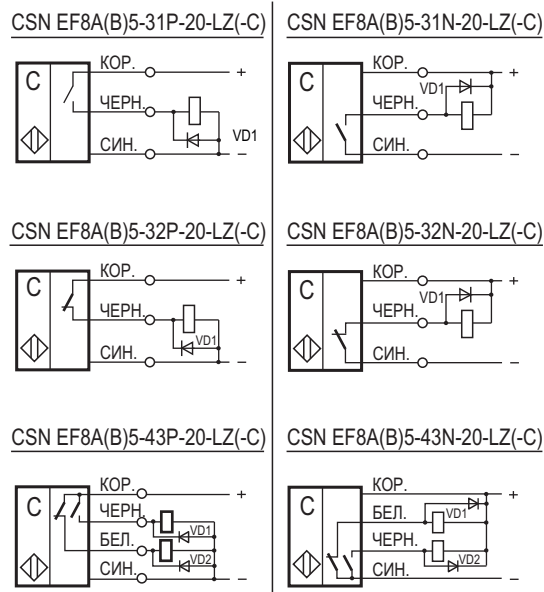 CSN EF8A(B)5-31P-20-LZ(-C)
C
КОР.
+
ЧЕРН.
VD1
СИН.
−
CSN EF8A(B)5-31N-20-LZ(-C)
C
КОР.
+
VD1
ЧЕРН.
СИН.
−
CSN EF8A(B)5-32P-20-LZ(-C)
C
КОР.
+
ЧЕРН.
VD1
СИН.
−
CSN EF8A(B)5-32N-20-LZ(-C)
C
КОР.
+
VD1
ЧЕРН.
СИН.
−
CSN EF8A(B)5-43P-20-LZ(-C)
C
КОР.
+
ЧЕРН.
VD1
БЕЛ.
VD2
СИН.
−
CSN EF8A(B)5-43N-20-LZ(-C)
C
КОР.
+
БЕЛ.
VD1
ЧЕРН.
VD2
СИН.
−